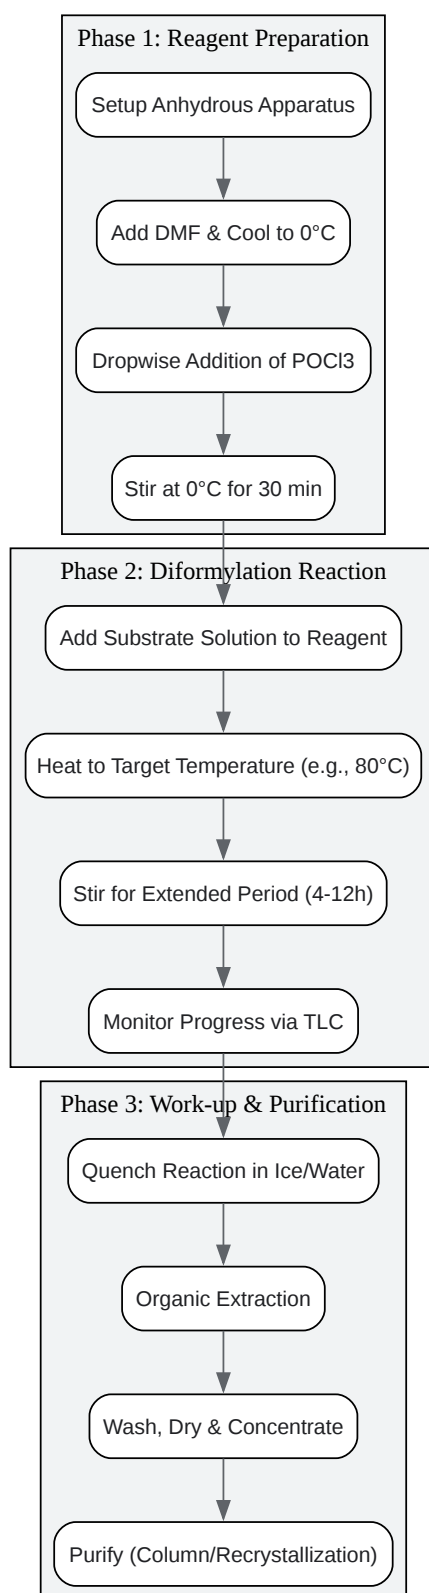 Phase 1: Reagent Preparation
Setup Anhydrous Apparatus
Add DMF & Cool to 0°C
Dropwise Addition of POCl3
Stir at 0°C for 30 min
Phase 2: Diformylation Reaction
Add Substrate Solution to Reagent
Heat to Target Temperature (e.g., 80°C)
Stir for Extended Period (4-12h)
Monitor Progress via TLC
Phase 3: Work-up & Purification
Quench Reaction in Ice/Water
Organic Extraction
Wash, Dry & Concentrate
Purify (Column/Recrystallization)